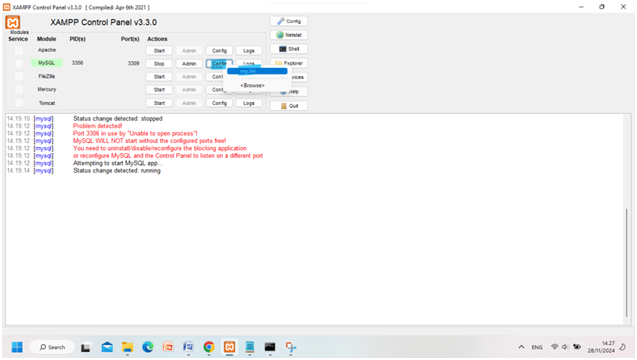 XAMPP Control Panel v3.3.0 [ Compiled: Apr 6th 2021 ]
XAMPP Control Panel v3.3.0
Config
Modules
Service Module PID(s) Port(s) Actions
Netstat
Apache Start Admin Config Logs
Shell
MySQL 3356 3309 Stop Admin Config Logs
Explorer
my.ini
FileZilla Start Admin
<Browse>
Mercury Start Admin
Help
Tomcat Start Admin Config Logs
Quit
14.19.10 [mysql] Status change detected: stopped
14.19.12 [mysql] Problem detected!
14.19.12 [mysql] Port 3306 in use by "Unable to open process"!
14.19.12 [mysql] MySQL WILL NOT start without the configured ports free!
14.19.12 [mysql] You need to uninstall/disable/reconfigure the blocking application
14.19.12 [mysql] or reconfigure MySQL and the Control Panel to listen on a different port
14.19.12 [mysql] Attempting to start MySQL app...
14.19.14 [mysql] Status change detected: running
Search
ENG
14.27
28/11/2024